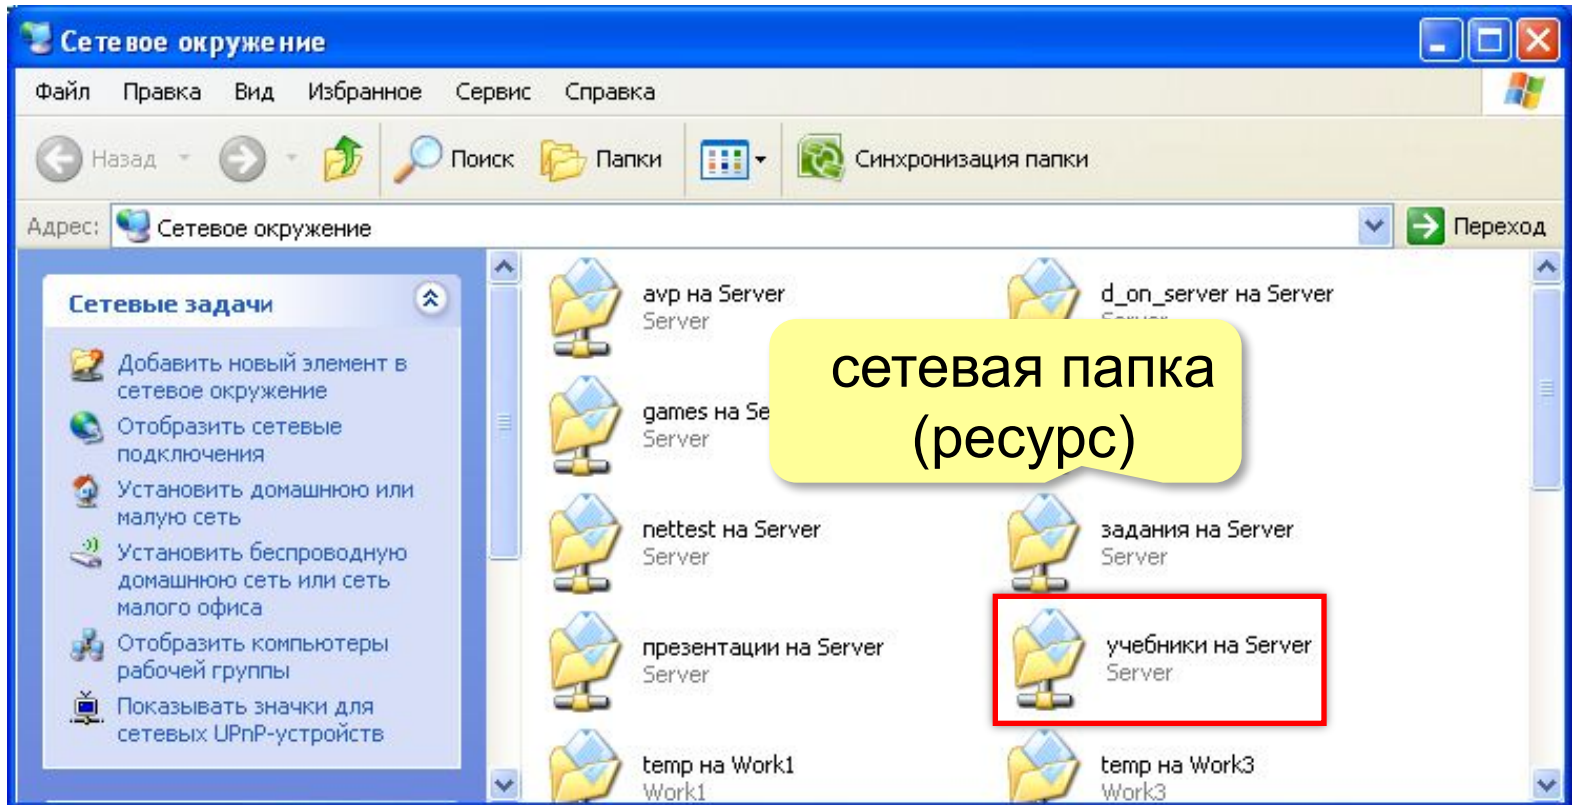 Сетевое окружение
Файл Правка Вид Избранное Сервис Справка
Назад Поиск Папки Синхронизация папки
Адрес: Сетевое окружение Переход
Сетевые задачи
Добавить новый элемент в
сетевое окружение
Отобразить сетевые
подключения
Установить домашнюю или
малую сеть
Установить беспроводную
домашнюю сеть или сеть
малого офиса
Отобразить компьютеры
рабочей группы
Показывать значки для
сетевых UPnP-устройств
avp на Server
Server
d_on_server на Server
Server
сетевая папка
(ресурс)
games на Se
Server
nettest на Server
Server
задания на Server
Server
презентации на Server
Server
учебники на Server
Server
temp на Work1
Work1
temp на Work3
Work3